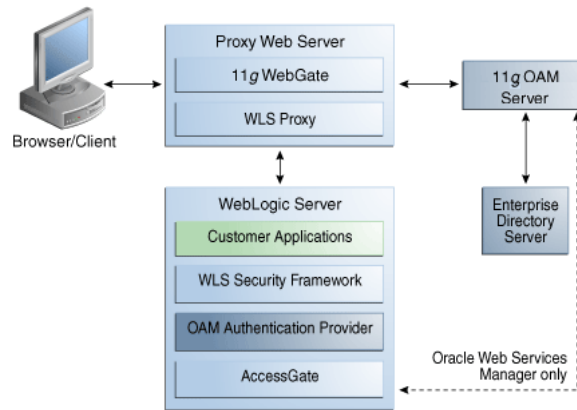 Proxy Web Server
11g WebGate
WLS Proxy
11g OAM
Server
Browser/Client
WebLogic Server
Customer Applications
WLS Security Framework
OAM Authentication Provider
AccessGate
Enterprise
Directory
Server
Oracle Web Services
Manager only